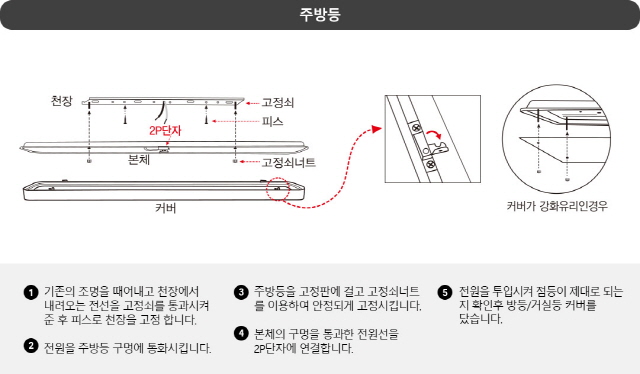 주방등
천장
고정쇠
피스
2P단자
본체
고정쇠너트
커버
커버가 강화유리인경우
1 기존의 조명을 때어내고 천장에서
내려오는 전선을 고정쇠를 통과시켜
준 후 피스로 천장을 고정 합니다.
2 전원을 주방등 구멍에 통화시킵니다.
3 주방등을 고정판에 걸고 고정쇠너트
를 이용하여 안정되게 고정시킵니다.
4 본체의 구멍을 통과한 전원선을
2P단자에 연결합니다.
5 전원을 투입시켜 점등이 제대로 되는
지 확인후 방등/거실등 커버를
닸습니다.